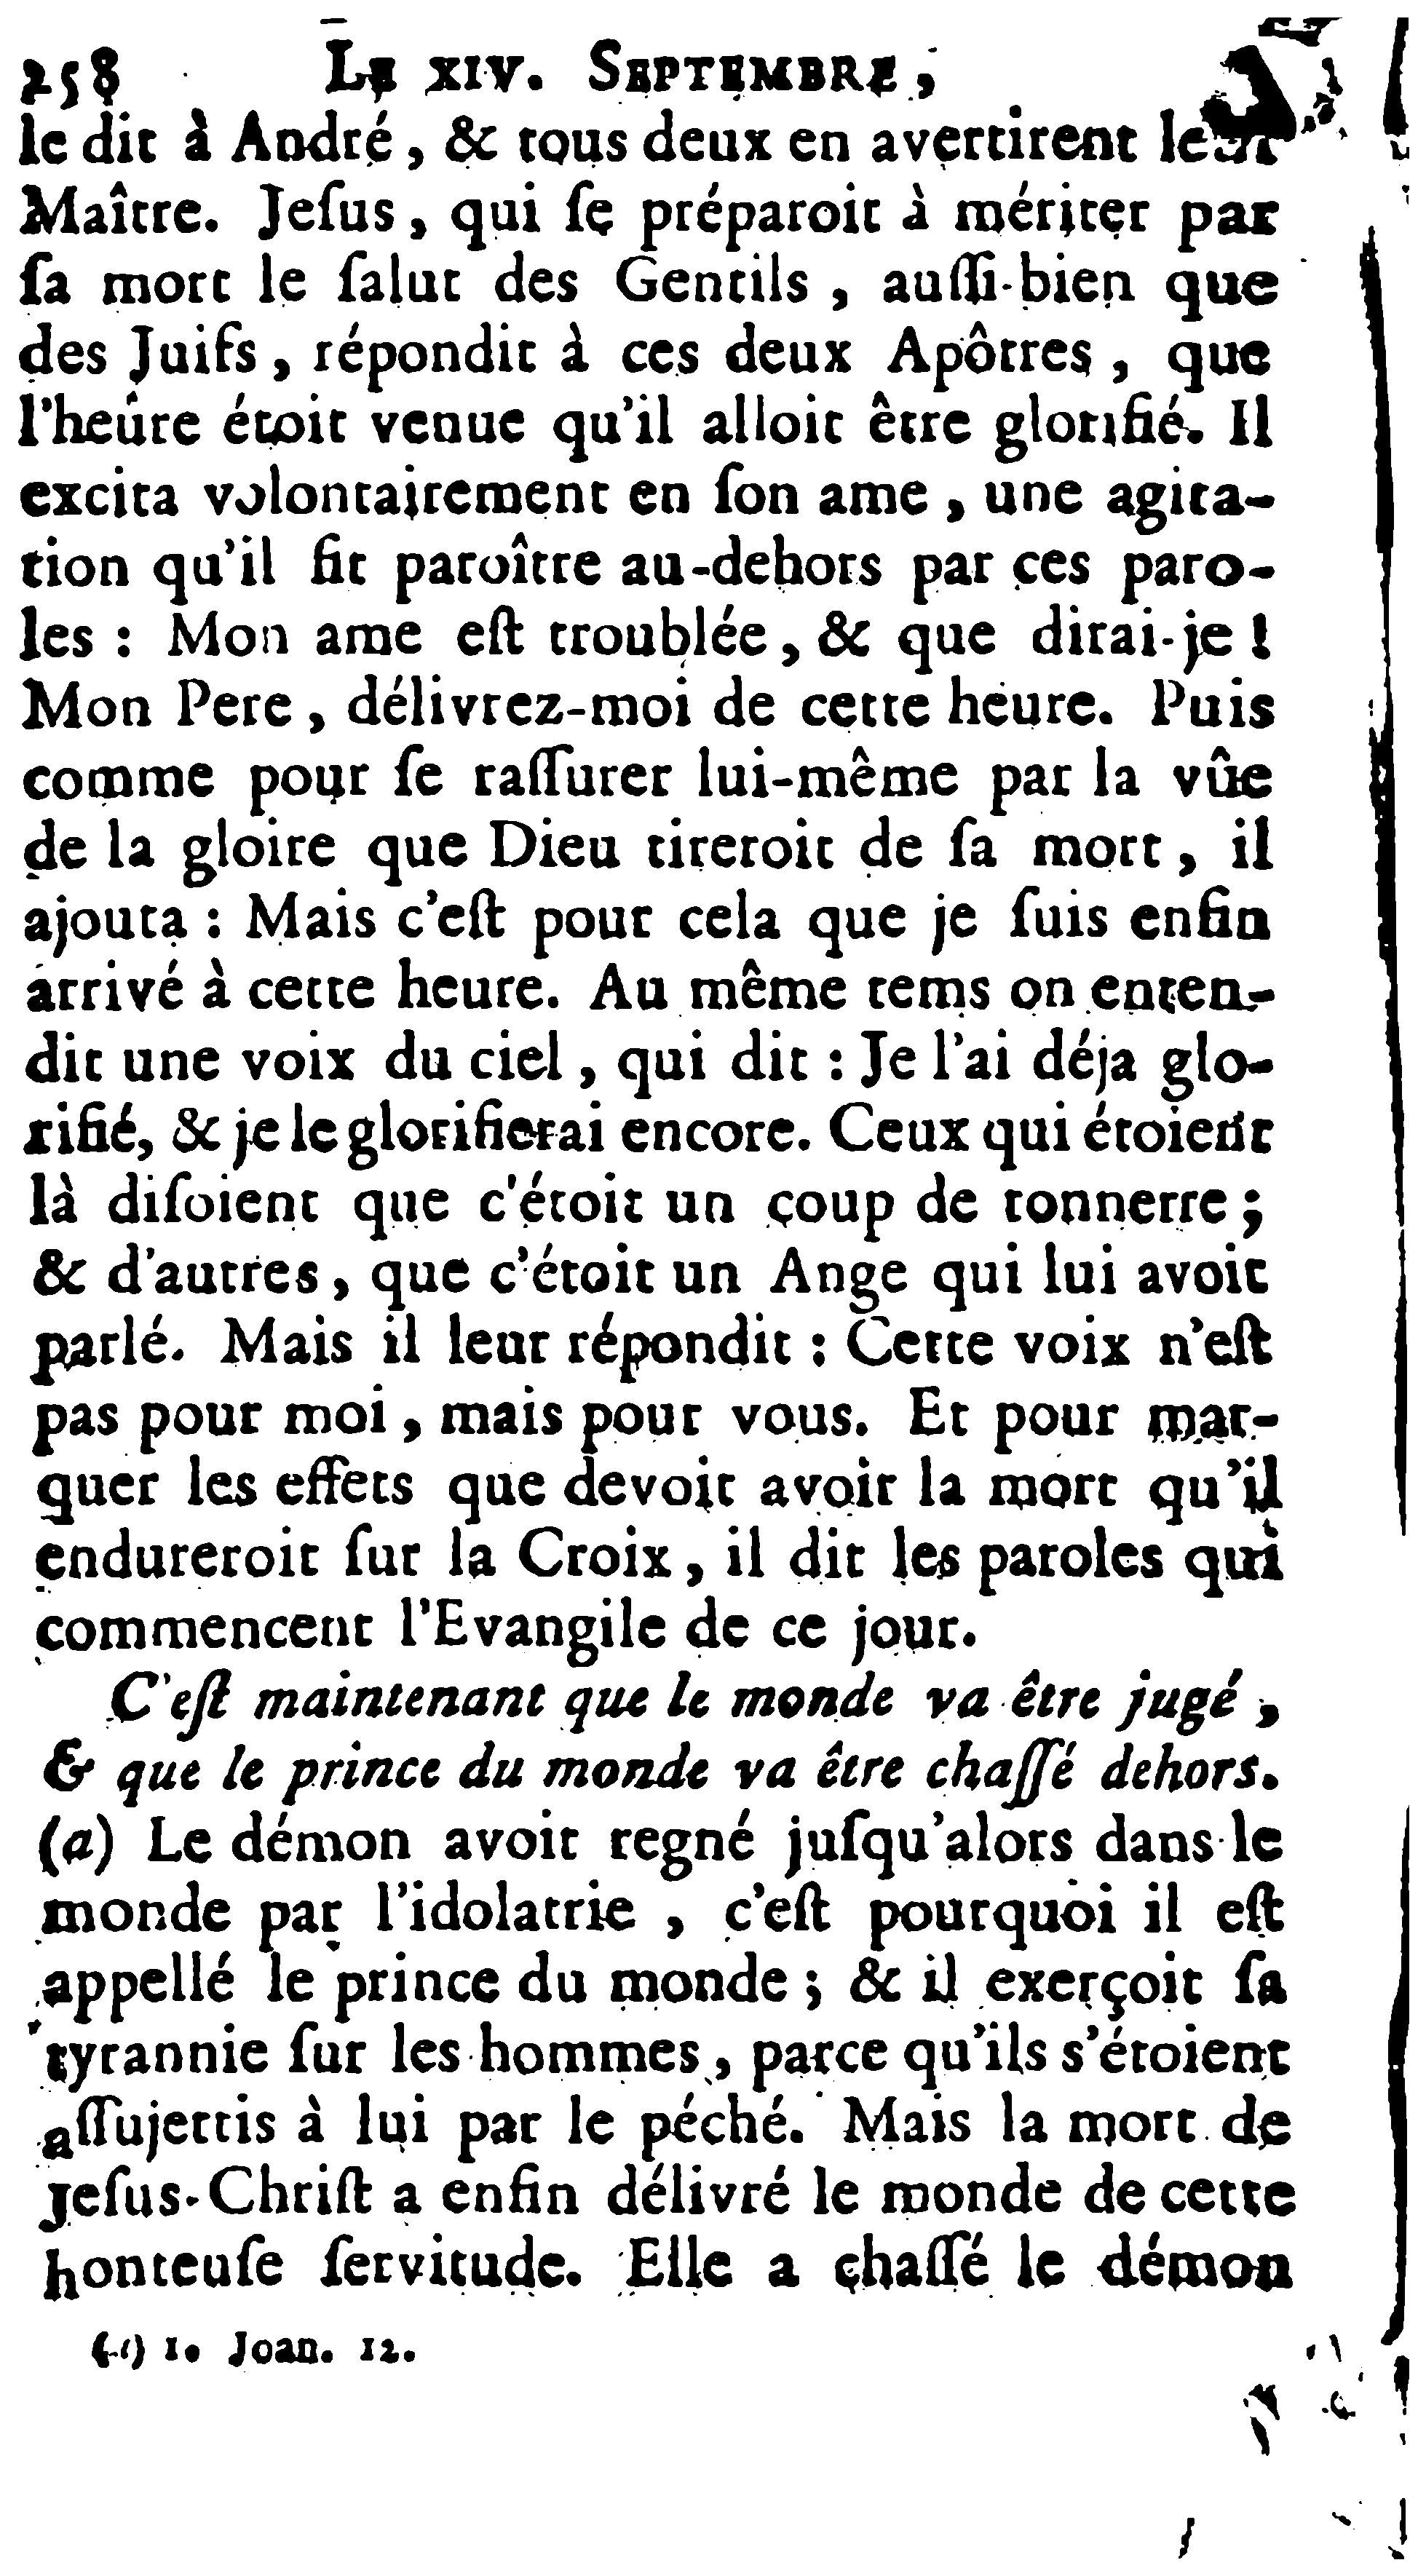 258 LE XIV. SEPTEMBRE,
le dit à André, & tous deux en avertirent
Maître. Jeſus, qui ſe préparoit à mériter par
ſa mort le ſalut des Gentils, auſſi-bien que
des Juifs, répondit à ces deux Apôtres, que
l'heûre étoit venue qu'il alloit être glorifié. Il
excita volontairement en ſon ame, une agita-
tion qu'il fit paroître au-dehors par ces paro-
les : Mon ame eſt troublée, & que dirai-je !
Mon Pere, délivrez-moi de cette heure. Puis
comme pour ſe raſſurer lui-même par la vûe
de la gloire que Dieu tireroit de ſa mort, il
ajouta : Mais c'eſt pour cela que je ſuis enfin
arrivé à cette heure. Au même tems on enten-
dit une voix du ciel, qui dit : Je l'ai déja glo-
rifié, & je le glorifierai encore. Ceux qui étoient
là diſoient que c'étoit un coup de tonnerre ;
& d'autres, que c'étoit un Ange qui lui avoit
parlé. Mais il leur répondit : Cette voix n'eſt
pas pour moi, mais pour vous. Et pour mar-
quer les effets que devoit avoir la mort qu'il
endureroit ſur la Croix, il dit les paroles qui
commencent l'Evangile de ce jour.
C'eſt maintenant que le monde va être jugé,
& que le prince du monde va être chaſſé dehors.
(a) Le démon avoit regné juſqu'alors dans le
monde par l'idolatrie, c'eſt pourquoi il eſt
appellé le prince du monde ; & il exerçoit ſa
tyrannie ſur les hommes, parce qu'ils s'étoient
aſſujettis à lui par le péché. Mais la mort de
Jeſus-Chriſt a enfin délivré le monde de cette
honteuſe ſervitude. Elle a chaſſé le démon
(a) 1. Joan. 12.